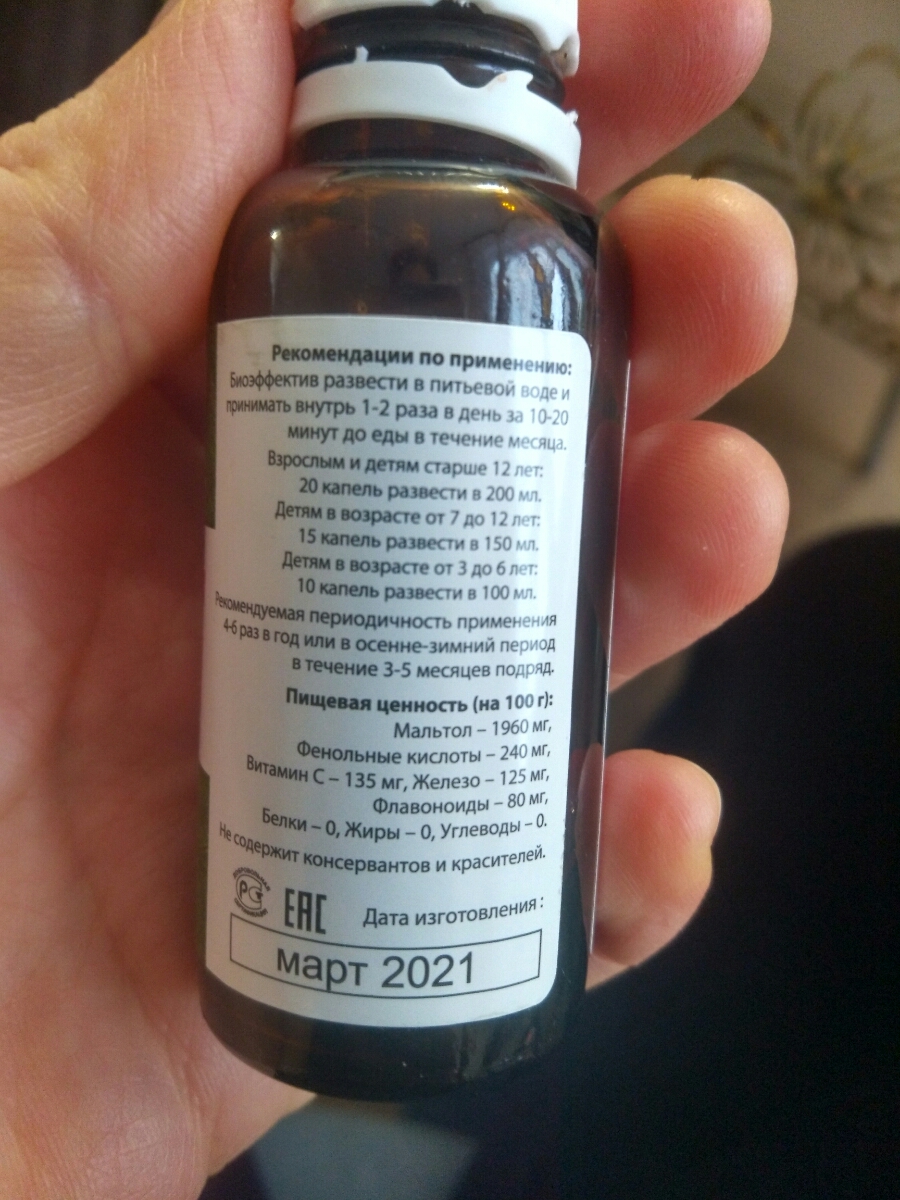 Рекомендации по применению:
Биоэффектив развести в питьевой воде и
принимать внутрь 1-2 раза в день за 10-20
минут до еды в течение месяца.
Взрослым и детям старше 12 лет:
20 капель развести в 200 мл.
Детям в возрасте от 7 до 12 лет:
15 капель развести в 150 мл.
Детям в возрасте от 3 до 6 лет:
10 капель развести в 100 мл.
Рекомендуемая периодичность применения
4-6 раз в год или в осенне-зимний период
в течение 3-5 месяцев подряд.
Пищевая ценность (на 100 г):
Мальтол – 1960 мг,
Фенольные кислоты – 240 мг,
Витамин С – 135 мг, Железо – 125 мг,
Флавоноиды – 80 мг,
Белки – 0, Жиры – 0, Углеводы – 0.
Не содержит консервантов и красителей.
ЕАС Дата изготовления :
март 2021